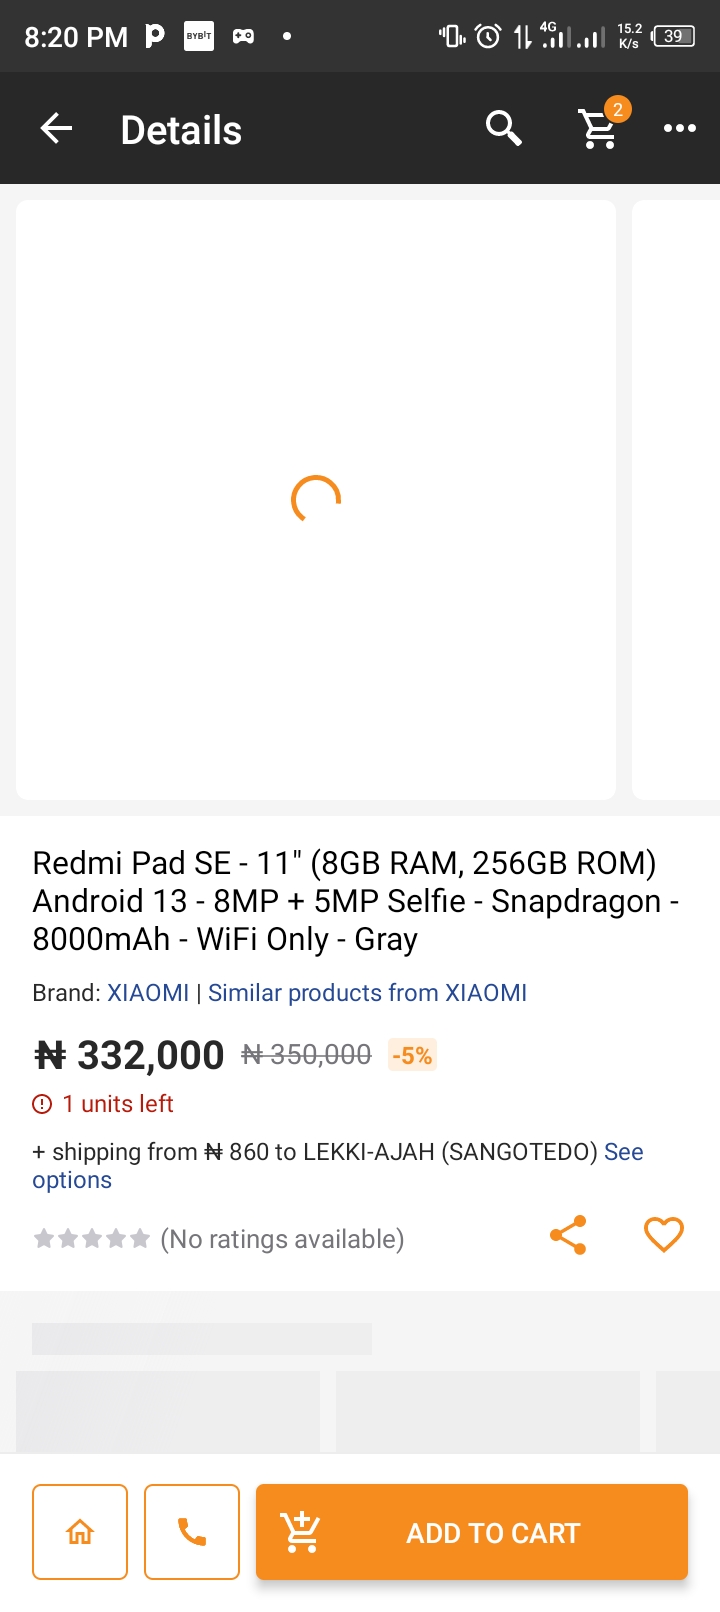 8:20 PM
BYBIT
4G
15.2
K/s
39
Details
2
Redmi Pad SE - 11" (8GB RAM, 256GB ROM)
Android 13 - 8MP + 5MP Selfie - Snapdragon -
8000mAh - WiFi Only - Gray
Brand: XIAOMI | Similar products from XIAOMI
₦ 332,000 ₦ 350,000 -5%
1 units left
+ shipping from ₦ 860 to LEKKI-AJAH (SANGOTEDO) See
options
(No ratings available)
ADD TO CART